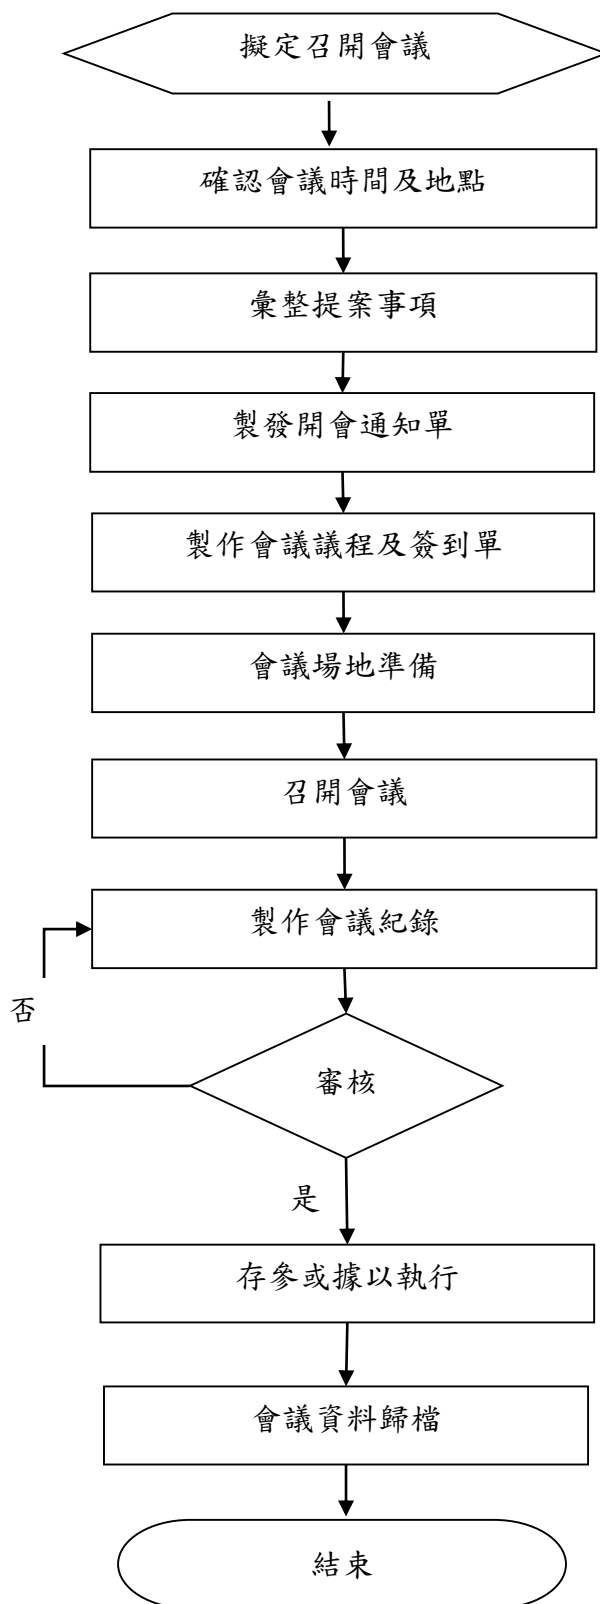 擬定召開會議
確認會議時間及地點
彙整提案事項
製發開會通知單
製作會議議程及簽到單
會議場地準備
召開會議
製作會議紀錄
否
審核
是
存參或據以執行
會議資料歸檔
結束